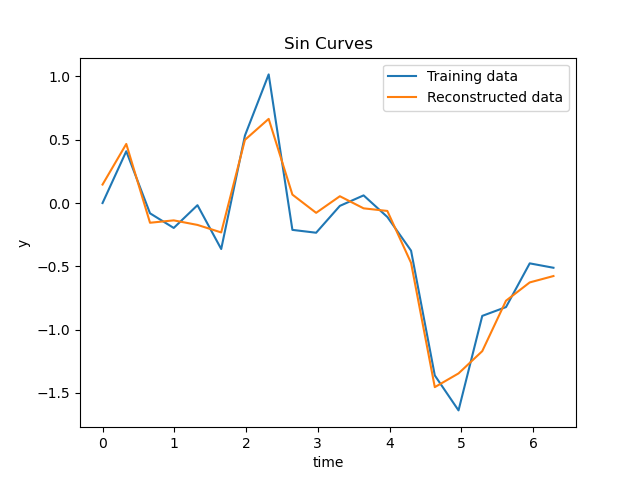 Sin Curves
Training data
Reconstructed data
1.0
0.5
0.0
−0.5
−1.0
−1.5
y
0 1 2 3 4 5 6
time